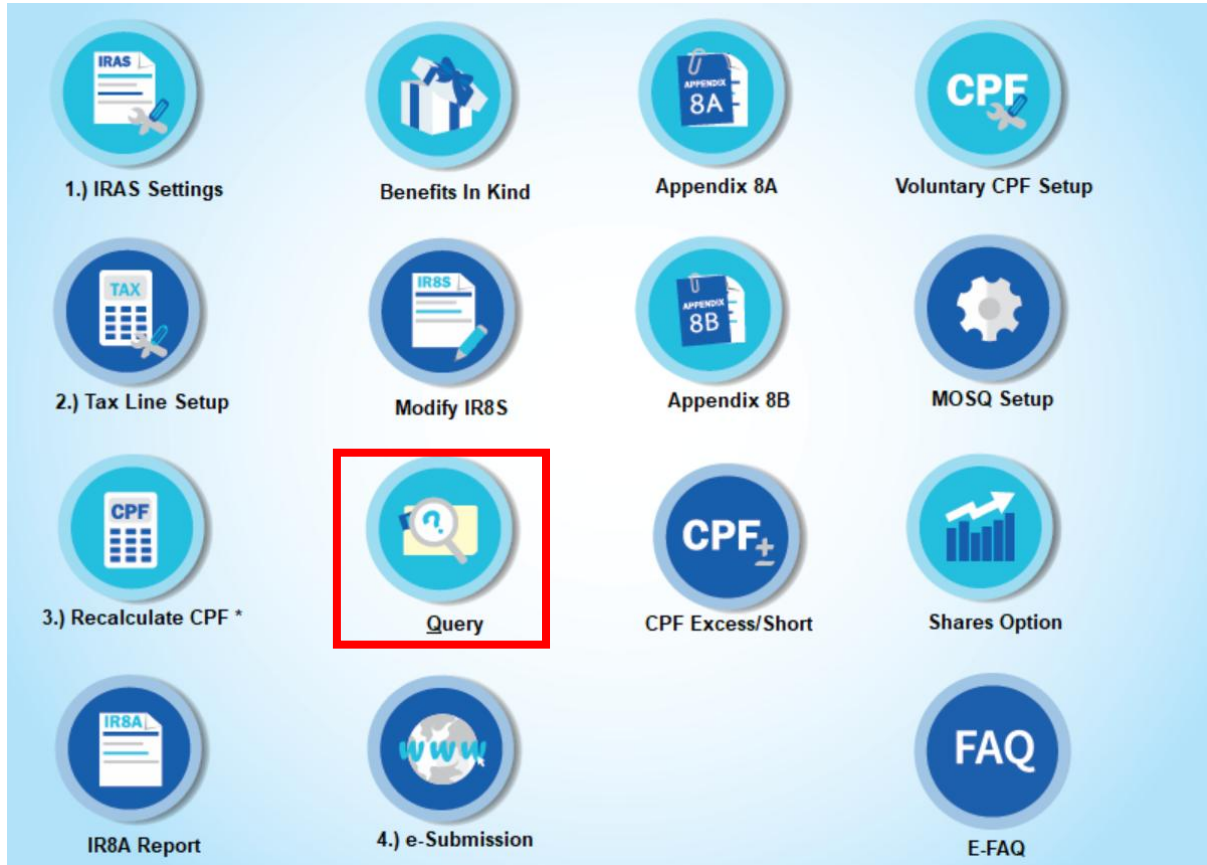 IRAS
1.) IRAS Settings
Benefits In Kind
APPENDIX
8A
Appendix 8A
CPF
Voluntary CPF Setup
TAX
2.) Tax Line Setup
IR8S
Modify IR8S
APPENDIX
8B
Appendix 8B
MOSQ Setup
CPF
3.) Recalculate CPF *
?
Query
CPF±
CPF Excess/Short
Shares Option
IR8A
IR8A Report
www
4.) e-Submission
FAQ
E-FAQ